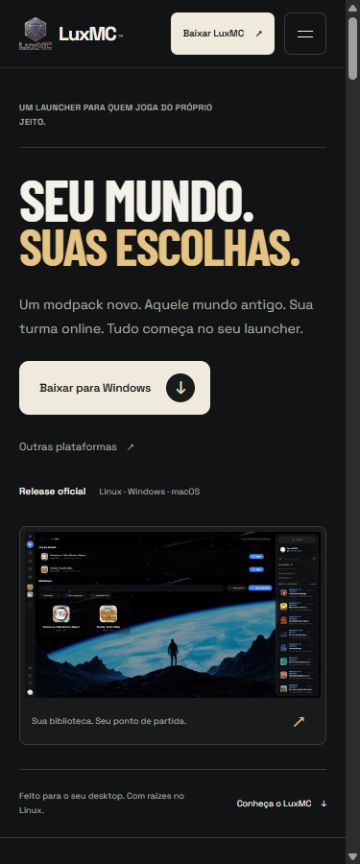 LuxMC
LuxMC™
Baixar LuxMC ↗
UM LAUNCHER PARA QUEM JOGA DO PRÓPRIO
JEITO.
SEU MUNDO.
SUAS ESCOLHAS.
Um modpack novo. Aquele mundo antigo. Sua
turma online. Tudo começa no seu launcher.
Baixar para Windows ↓
Outras plataformas ↗
Release oficial Linux · Windows · macOS
Sua biblioteca. Seu ponto de partida. ↗
Feito para o seu desktop. Com raízes no
Linux.
Conheça o LuxMC ↓